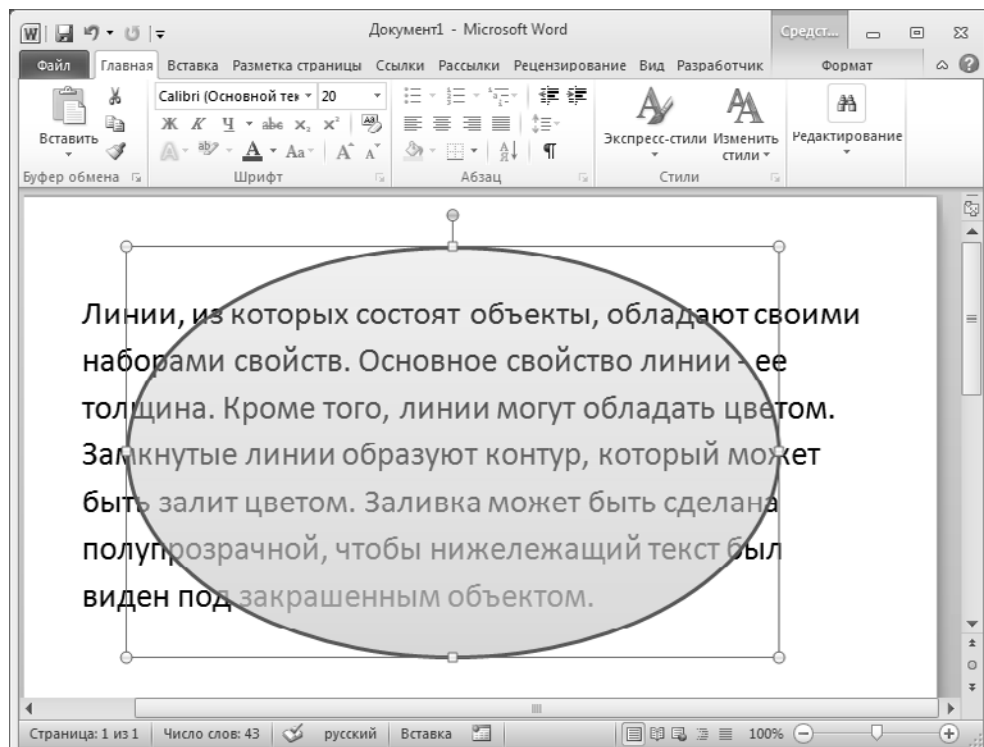 Документ1 - Microsoft Word
Средст...
Файл Главная Вставка Разметка страницы Ссылки Рассылки Рецензирование Вид Разработчик Формат
Calibri (Основной тек 20
Вставить
Ж К Ч abc x₂ x²
Aa
Экспресс-стили
Изменить стили
Редактирование
Буфер обмена Шрифт Абзац Стили
Линии, из которых состоят объекты, обладают своими
наборами свойств. Основное свойство линии - ее
толщина. Кроме того, линии могут обладать цветом.
Замкнутые линии образуют контур, который может
быть залит цветом. Заливка может быть сделана
полупрозрачной, чтобы нижележащий текст был
виден под закрашенным объектом.
Страница: 1 из 1 Число слов: 43 русский Вставка 100%